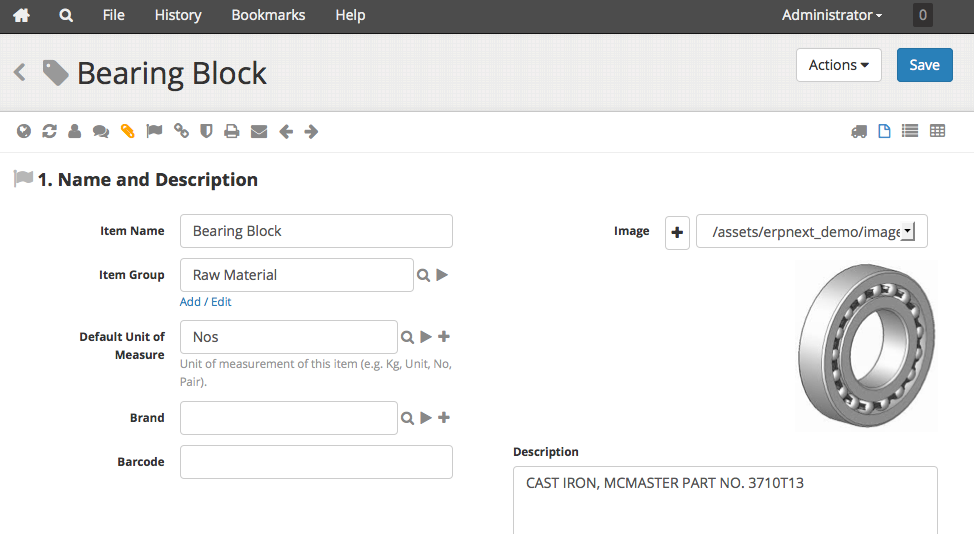 File History Bookmarks Help Administrator 0
Bearing Block Actions Save
1. Name and Description
Item Name Bearing Block
Image /assets/erpnext_demo/image
Item Group Raw Material
Add / Edit
Default Unit of Measure Nos
Unit of measurement of this item (e.g. Kg, Unit, No,
Pair).
Brand
Barcode
Description
CAST IRON, MCMASTER PART NO. 3710T13